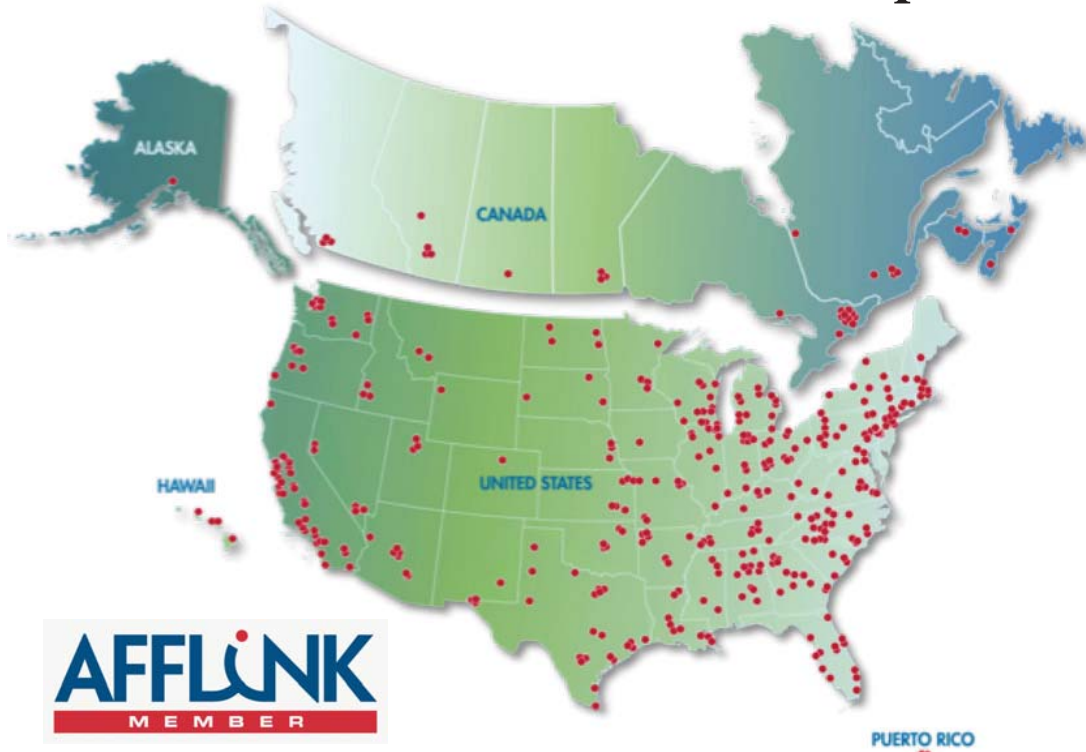 ALASKA
CANADA
HAWAII
UNITED STATES
AFFLINK
MEMBER
PUERTO RICO